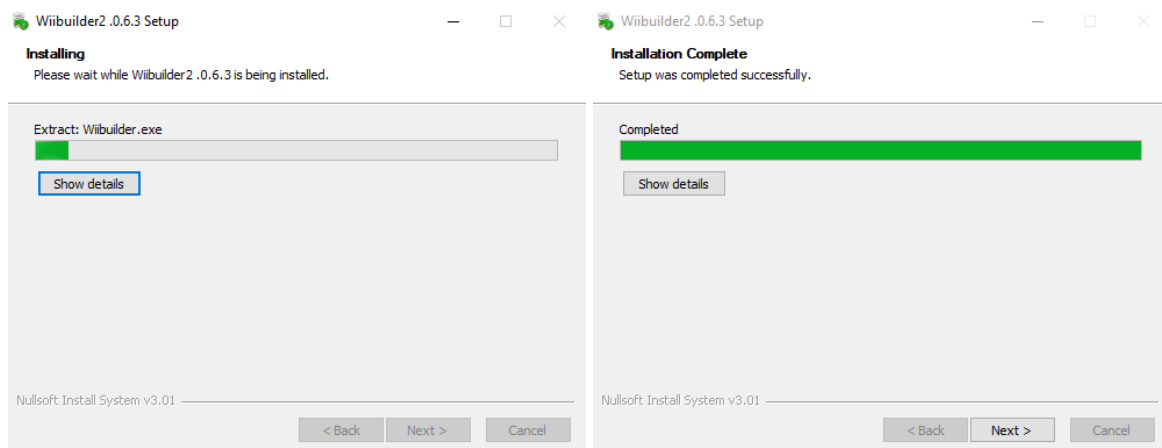 Wiibuilder2 .0.6.3 Setup
Installing
Please wait while Wiibuilder2 .0.6.3 is being installed.
Extract: Wiibuilder.exe
Show details
Nullsoft Install System v3.01
< Back
Next >
Cancel
Wiibuilder2 .0.6.3 Setup
Installation Complete
Setup was completed successfully.
Completed
Show details
Nullsoft Install System v3.01
< Back
Next >
Cancel